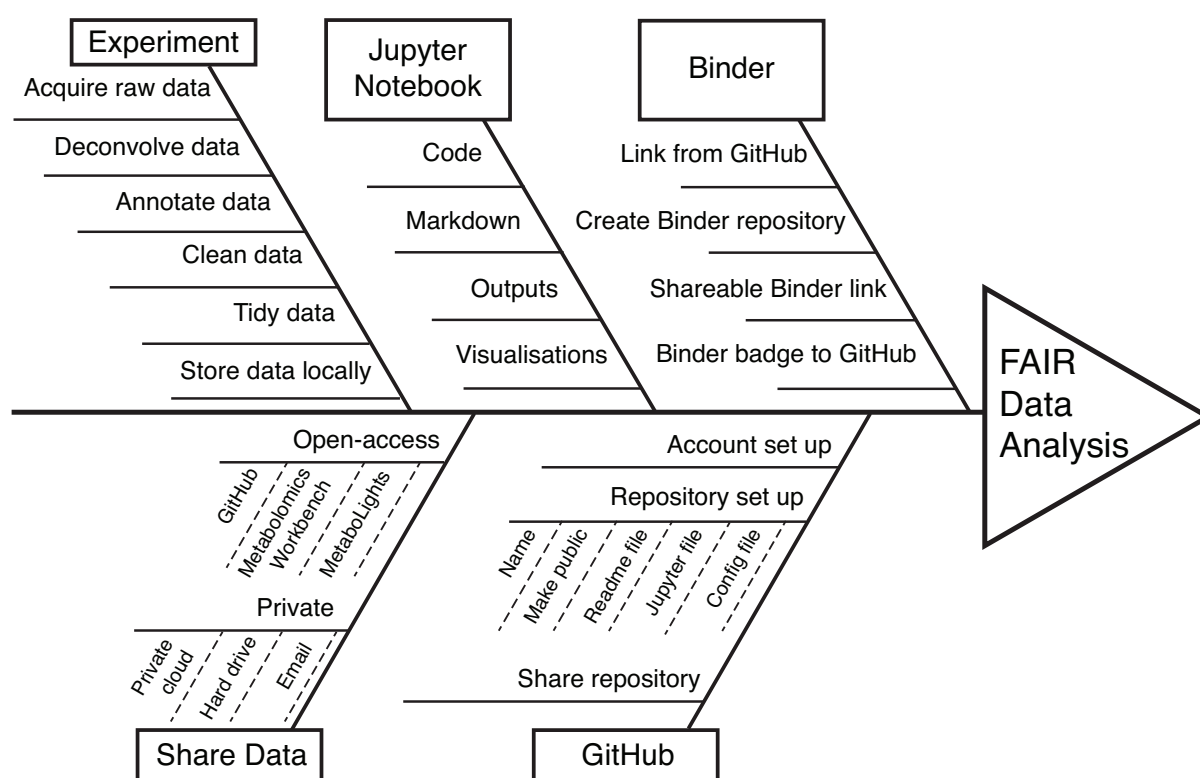 Experiment
Acquire raw data
Deconvolve data
Annotate data
Clean data
Tidy data
Store data locally
Jupyter
Notebook
Code
Markdown
Outputs
Visualisations
Binder
Link from GitHub
Create Binder repository
Shareable Binder link
Binder badge to GitHub
FAIR
Data
Analysis
Open-access
GitHub
Metabolomics
Workbench
MetaboLights
Private
Private
cloud
Hard drive
Email
Share Data
Account set up
Repository set up
Name
Make public
Readme file
Jupyter file
Config file
Share repository
GitHub